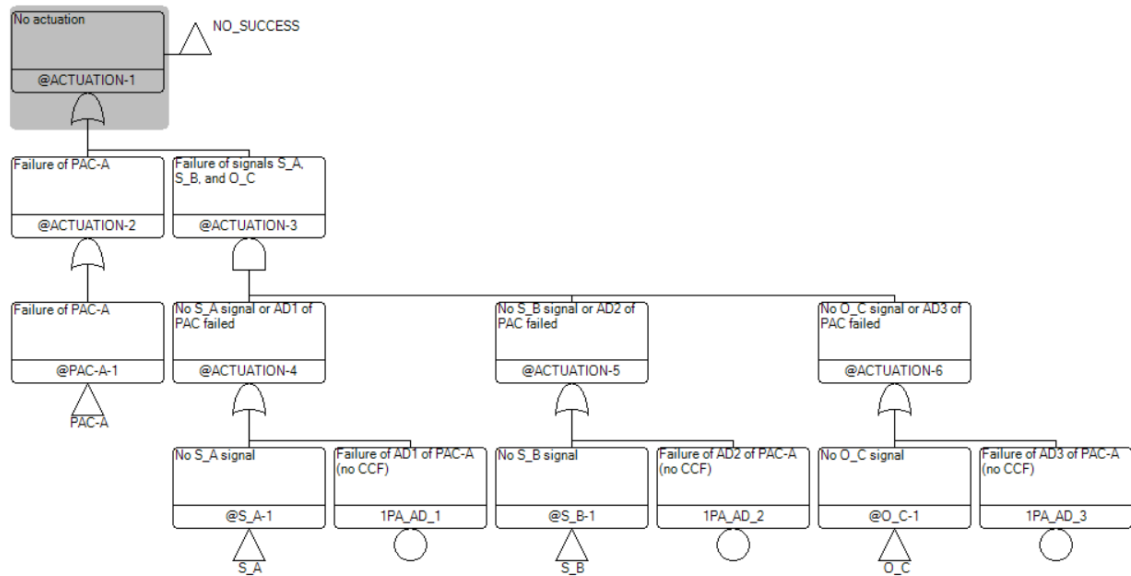 No actuation
NO_SUCCESS
@ACTUATION-1
Failure of PAC-A
@ACTUATION-2
Failure of signals S_A,
S_B, and O_C
@ACTUATION-3
Failure of PAC-A
@PAC-A-1
PAC-A
No S_A signal or AD1 of
PAC failed
@ACTUATION-4
No S_B signal or AD2 of
PAC failed
@ACTUATION-5
No O_C signal or AD3 of
PAC failed
@ACTUATION-6
No S_A signal
@S_A-1
S_A
Failure of AD1 of PAC-A
(no CCF)
1PA_AD_1
No S_B signal
@S_B-1
S_B
Failure of AD2 of PAC-A
(no CCF)
1PA_AD_2
No O_C signal
@O_C-1
O_C
Failure of AD3 of PAC-A
(no CCF)
1PA_AD_3